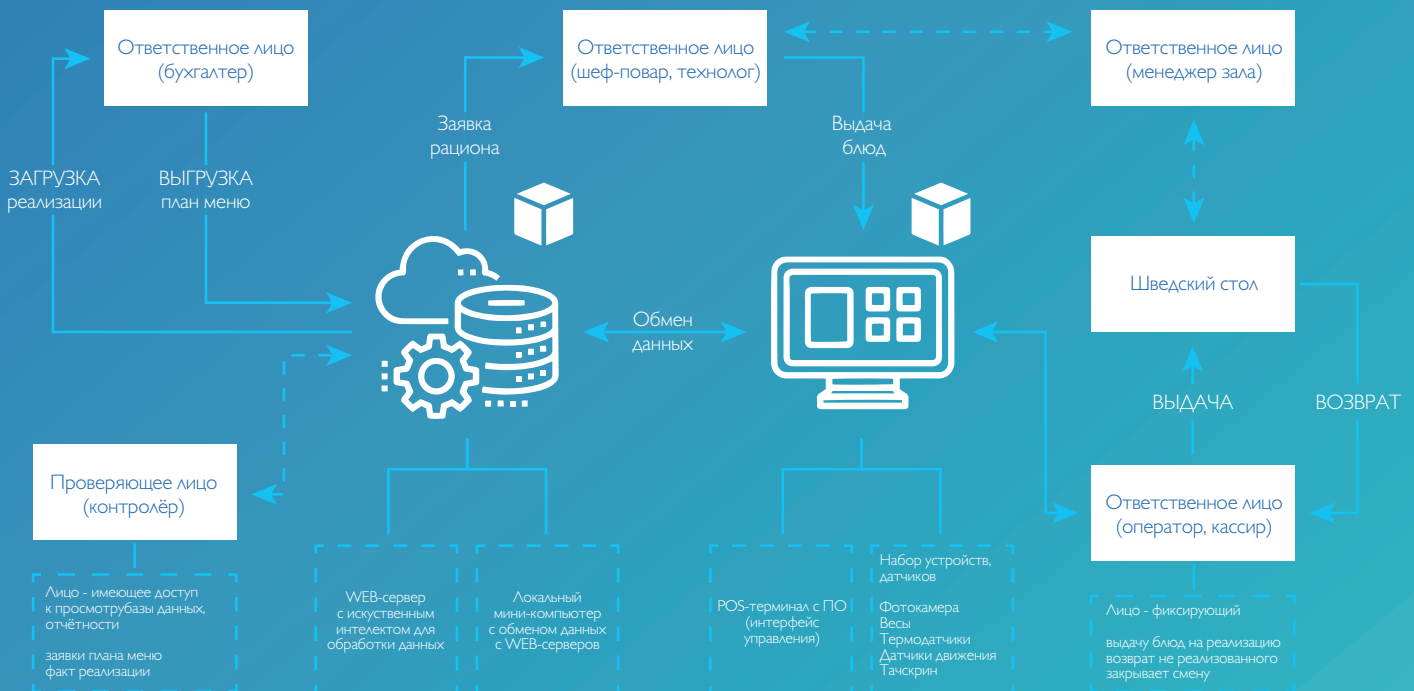 Ответственное лицо
(бухгалтер)
Ответственное лицо
(шеф-повар, технолог)
Ответственное лицо
(менеджер зала)
Заявка
рациона
Выдача
блюд
ЗАГРУЗКА
реализации
ВЫГРУЗКА
план меню
Шведский стол
Обмен
данных
ВЫДАЧА
ВОЗВРАТ
Проверяющее лицо
(контролёр)
Ответственное лицо
(оператор, кассир)
Лицо - имеющее доступ
к просмотрубазы данных,
отчётности
заявки плана меню
факт реализации
WEB-сервер
с искуственным
интелектом для
обработки данных
Локальный
мини-компьютер
с обменом данных
с WEB-серверов
POS-терминал с ПО
(интерфейс
управления)
Набор устройств,
датчиков
Фотокамера
Весы
Термодатчики
Датчики движения
Тачскрин
Лицо - фиксирующий
выдачу блюд на реализацию
возврат не реализованного
закрывает смену